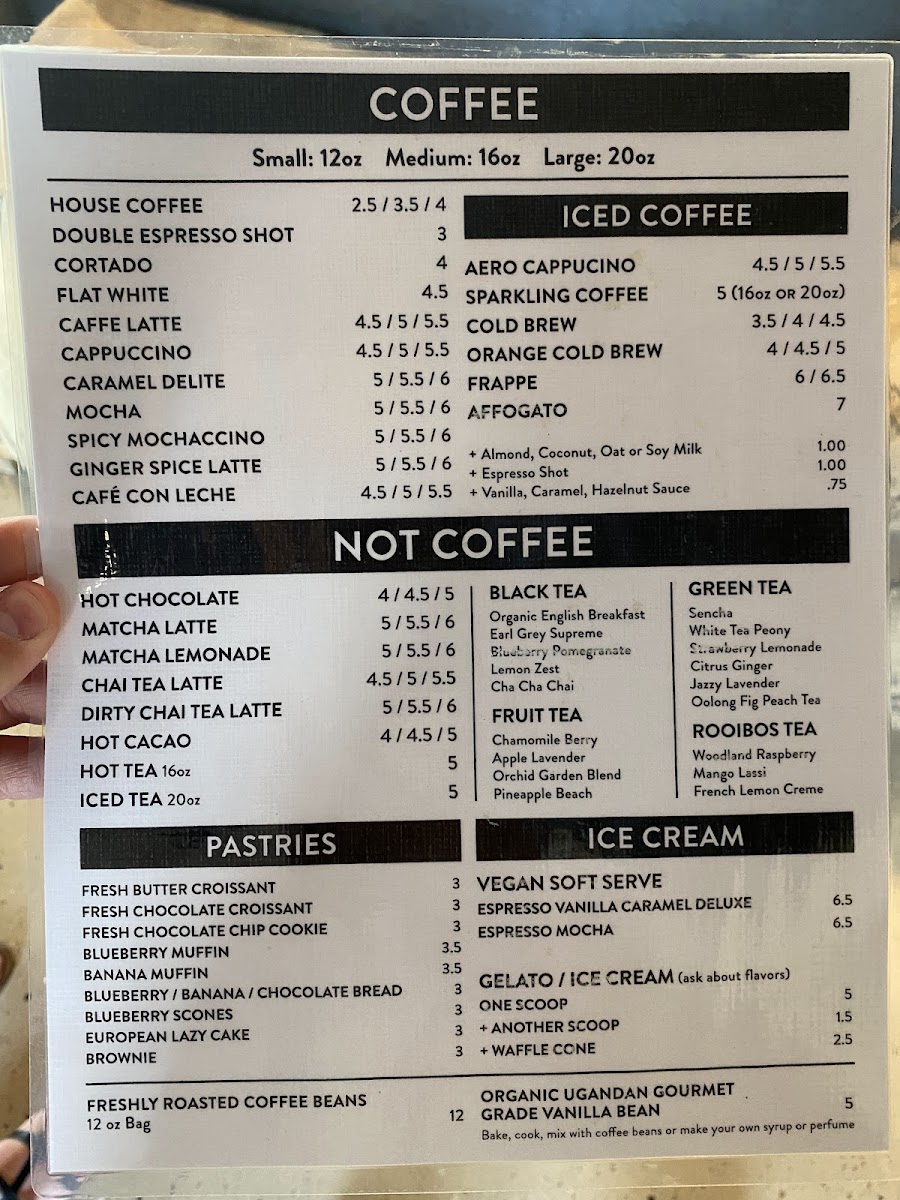 COFFEE
Small: 12oz Medium: 16oz Large: 20oz
HOUSE COFFEE 2.5 / 3.5 / 4
DOUBLE ESPRESSO SHOT 3
CORTADO 4
FLAT WHITE 4.5
CAFFE LATTE 4.5 / 5 / 5.5
CAPPUCCINO 4.5 / 5 / 5.5
CARAMEL DELITE 5 / 5.5 / 6
MOCHA 5 / 5.5 / 6
SPICY MOCHACCINO 5 / 5.5 / 6
GINGER SPICE LATTE 5 / 5.5 / 6
CAFÉ CON LECHE 4.5 / 5 / 5.5
ICED COFFEE
AERO CAPPUCINO 4.5 / 5 / 5.5
SPARKLING COFFEE 5 (16oz OR 20oz)
COLD BREW 3.5 / 4 / 4.5
ORANGE COLD BREW 4 / 4.5 / 5
FRAPPE 6 / 6.5
AFFOGATO 7
+ Almond, Coconut, Oat or Soy Milk 1.00
+ Espresso Shot 1.00
+ Vanilla, Caramel, Hazelnut Sauce .75
NOT COFFEE
HOT CHOCOLATE 4 / 4.5 / 5
MATCHA LATTE 5 / 5.5 / 6
MATCHA LEMONADE 5 / 5.5 / 6
CHAI TEA LATTE 4.5 / 5 / 5.5
DIRTY CHAI TEA LATTE 5 / 5.5 / 6
HOT CACAO 4 / 4.5 / 5
HOT TEA 16oz 5
ICED TEA 20oz 5
BLACK TEA
Organic English Breakfast
Earl Grey Supreme
Blueberry Pomegranate
Lemon Zest
Cha Cha Chai
FRUIT TEA
Chamomile Berry
Apple Lavender
Orchid Garden Blend
Pineapple Beach
GREEN TEA
Sencha
White Tea Peony
Strawberry Lemonade
Citrus Ginger
Jazzy Lavender
Oolong Fig Peach Tea
ROOIBOS TEA
Woodland Raspberry
Mango Lassi
French Lemon Creme
PASTRIES
FRESH BUTTER CROISSANT 3
FRESH CHOCOLATE CROISSANT 3
FRESH CHOCOLATE CHIP COOKIE 3
BLUEBERRY MUFFIN 3.5
BANANA MUFFIN 3.5
BLUEBERRY / BANANA / CHOCOLATE BREAD 3
BLUEBERRY SCONES 3
EUROPEAN LAZY CAKE 3
BROWNIE 3
ICE CREAM
VEGAN SOFT SERVE
ESPRESSO VANILLA CARAMEL DELUXE 6.5
ESPRESSO MOCHA 6.5
GELATO / ICE CREAM (ask about flavors)
ONE SCOOP 5
+ ANOTHER SCOOP 1.5
+ WAFFLE CONE 2.5
FRESHLY ROASTED COFFEE BEANS
12 oz Bag 12
ORGANIC UGANDAN GOURMET
GRADE VANILLA BEAN 5
Bake, cook, mix with coffee beans or make your own syrup or perfume